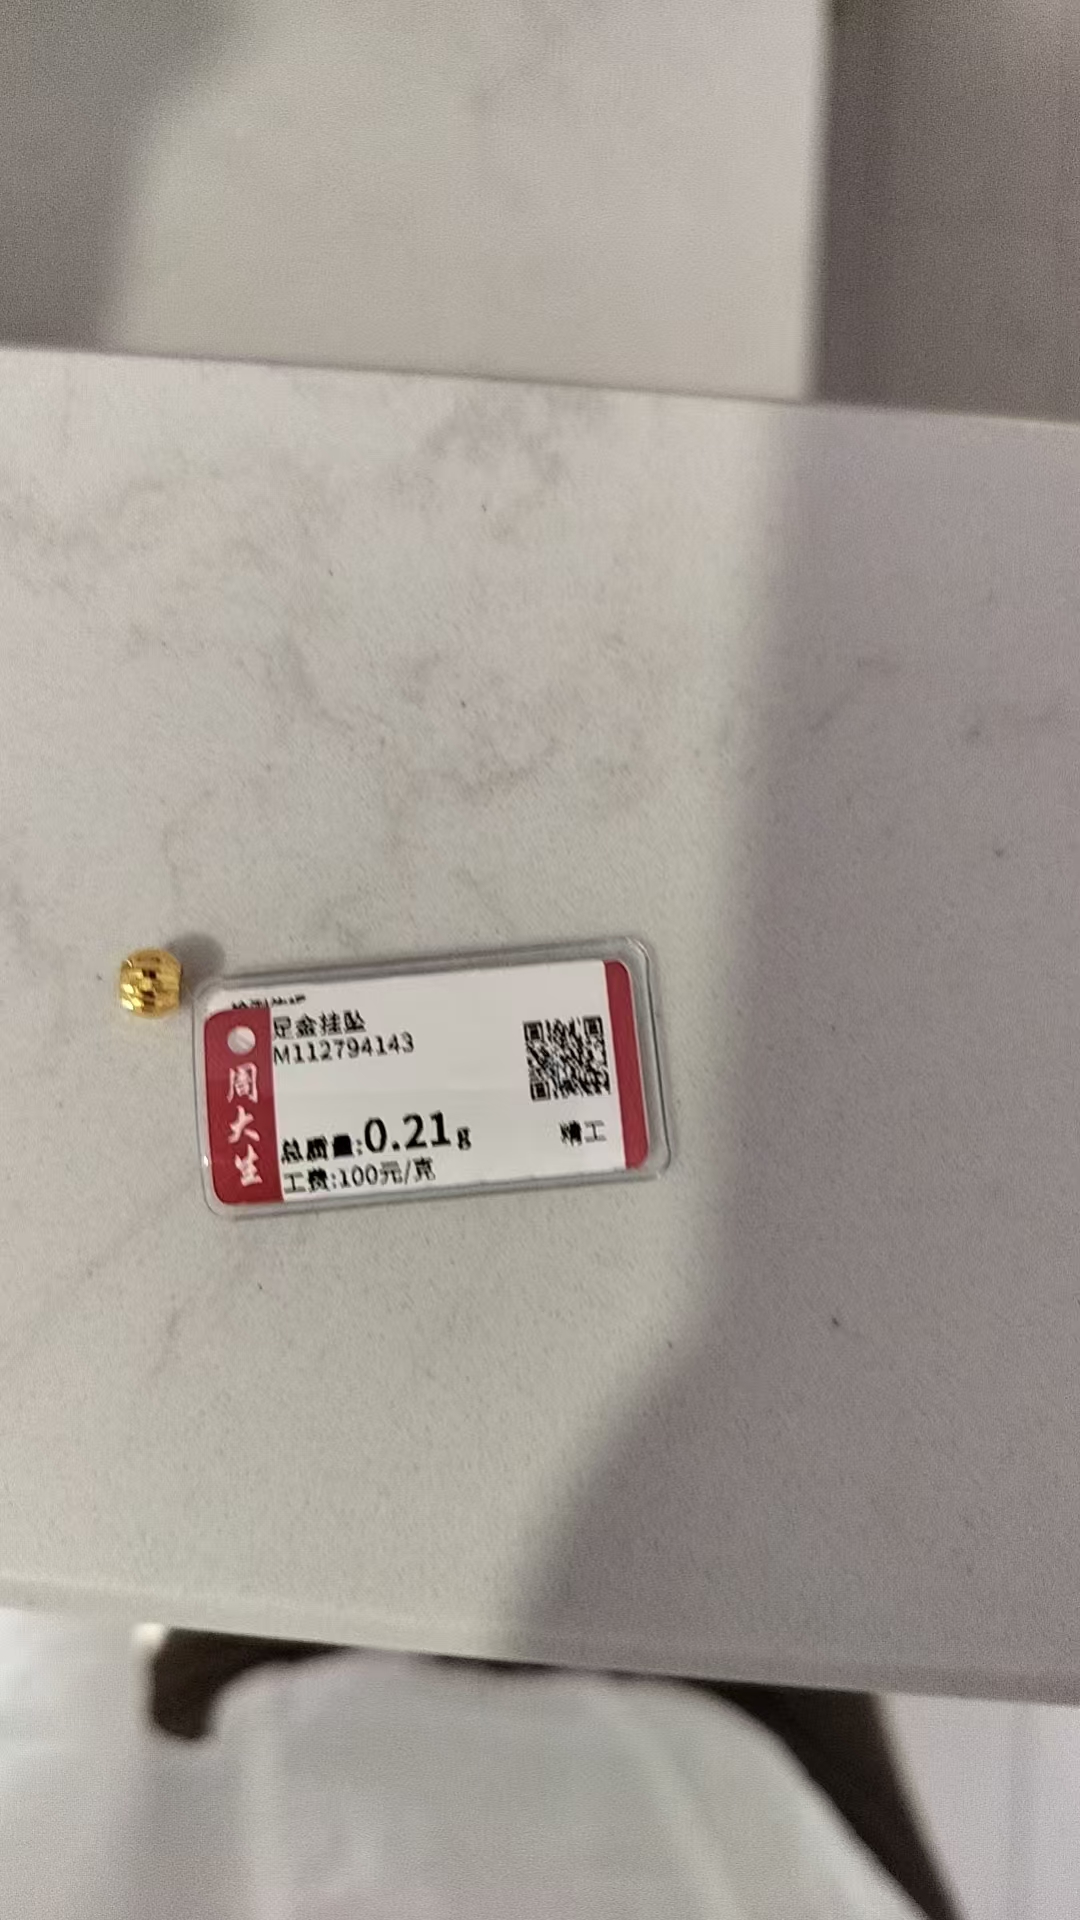 周大生
足金挂坠
M112794143
总质量:0.21g
工费:100元/克
精工